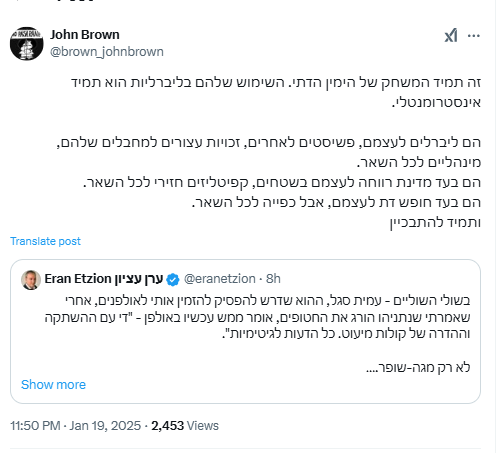 John Brown
@brown_johnbrown
זה תמיד המשחק של הימין הדתי. השימוש שלהם בליברליות הוא תמיד
אינסטרומנטלי.
הם ליברלים לעצמם, פשיסטים לאחרים, זכויות עצורים למחבלים שלהם,
מינהליים לכל השאר.
הם בעד מדינת רווחה לעצמם בשטחים, קפיטליזים חזירי לכל השאר.
הם בעד חופש דת לעצמם, אבל כפייה לכל השאר.
ותמיד להתבכיין
Translate post
Eran Etzion ערן עציון @eranetzion · 8h
בשולי השוליים - עמית סגל, ההוא שדרש להפסיק להזמין אותי לאולפנים, אחרי
שאמרתי שנתניהו הורג את החטופים, אומר ממש עכשיו באולפן - "די עם ההשתקה
וההדרה של קולות מיעוט. כל הדעות לגיטימיות".
לא רק מגה-שופר....
Show more
11:50 PM · Jan 19, 2025 · 2,453 Views